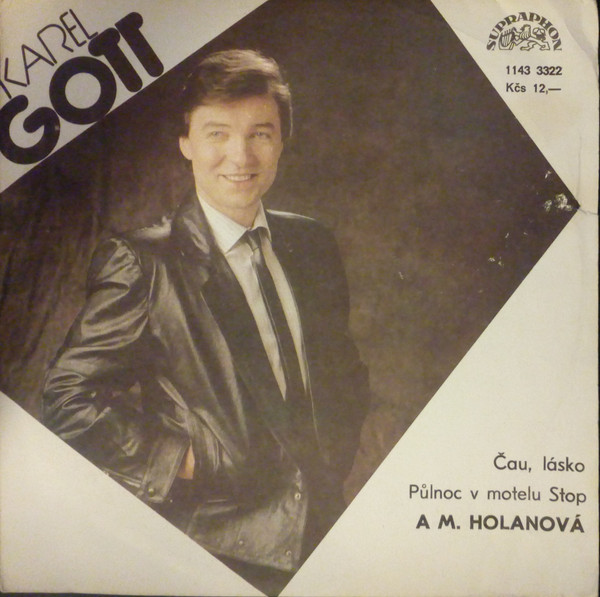 KAREL
GOTT
SUPRAPHON
1143 3322
Kčs 12,—
Čau, lásko
Půlnoc v motelu Stop
A M. HOLANOVÁ